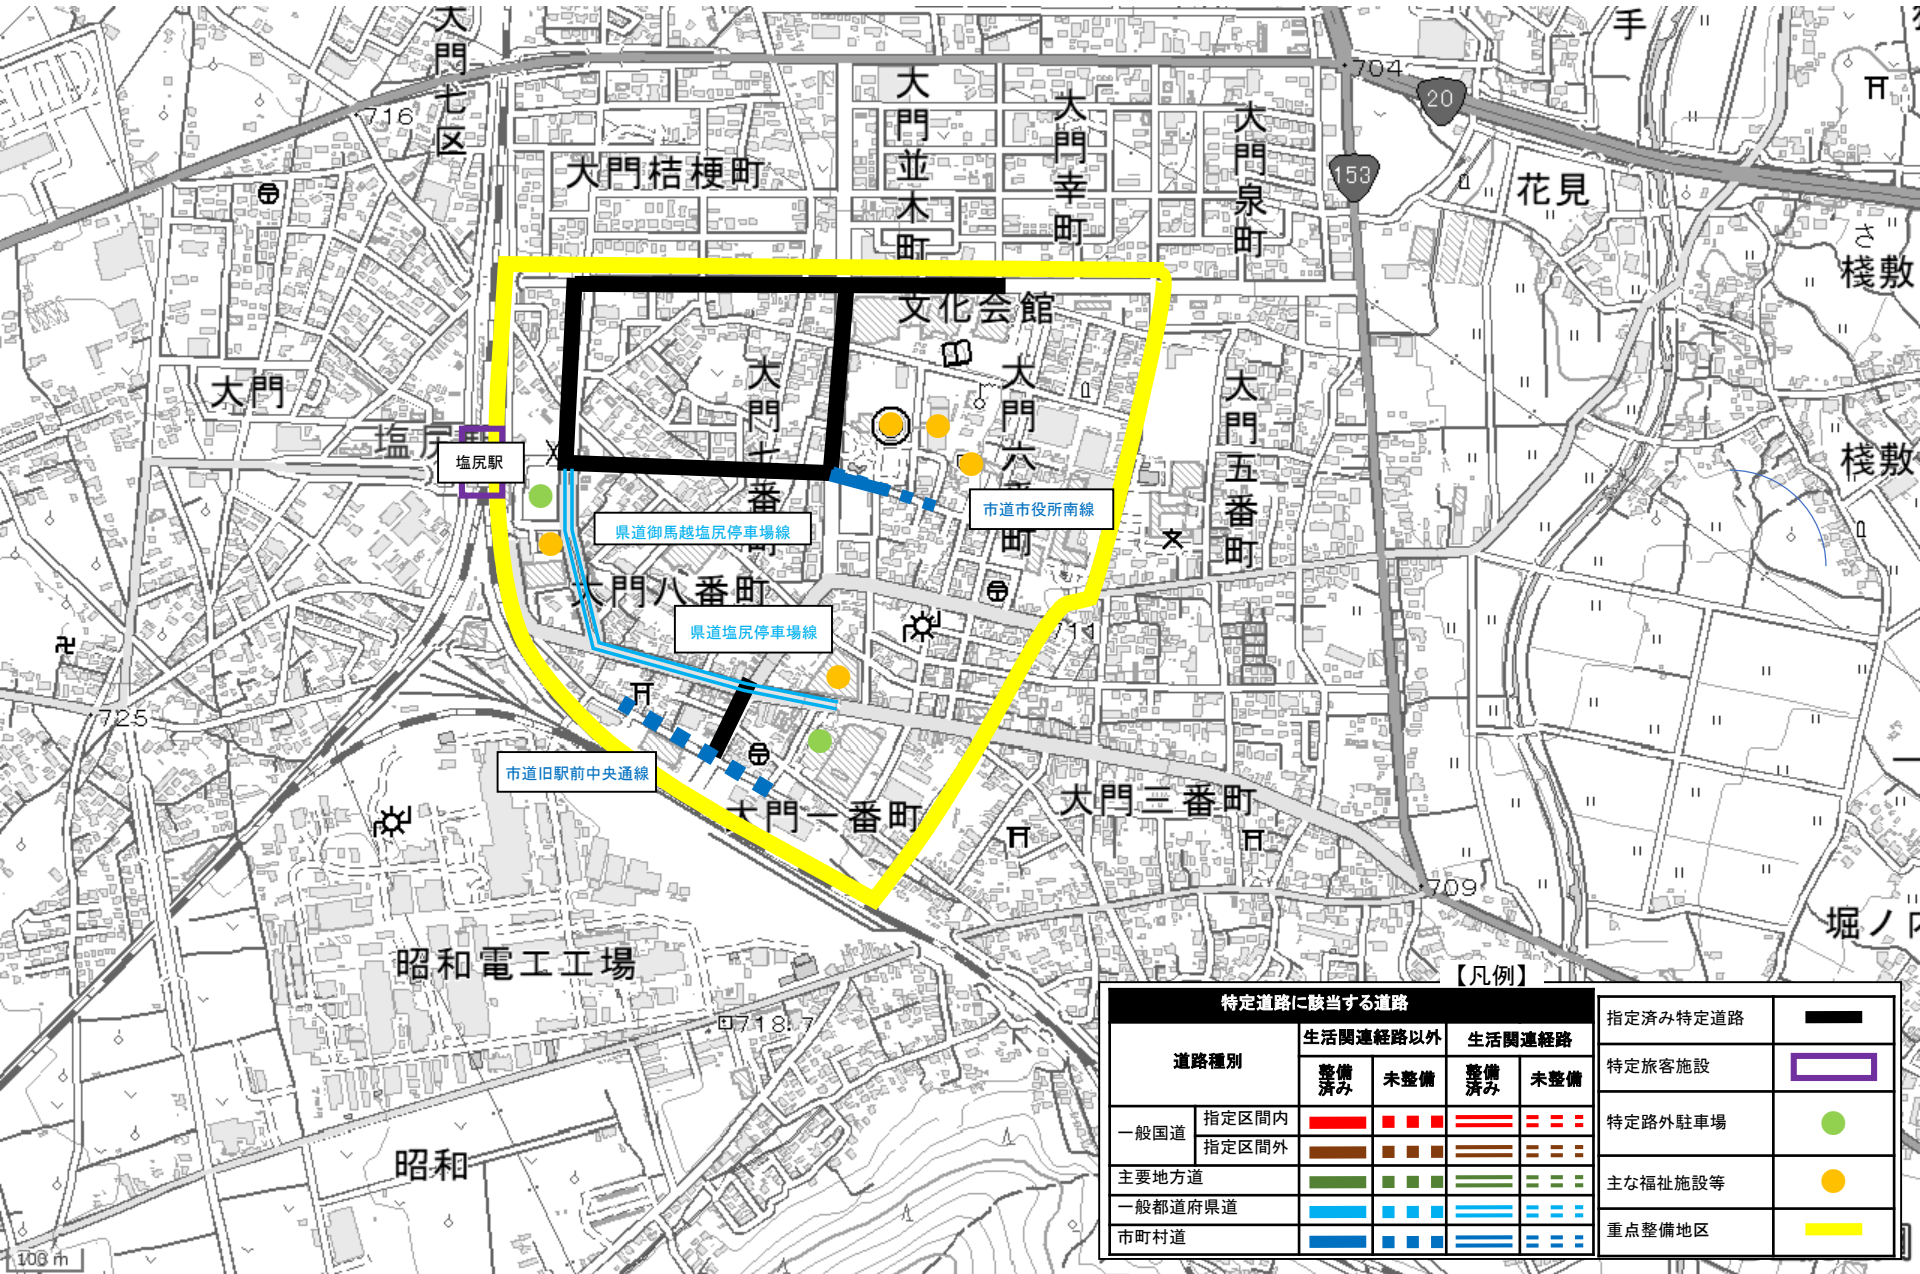 大門七区
手
704
20
716
大門桔梗町
大門並木町
大門幸町
大門泉町
153
花見
さ
棧敷
文化会館
大門
大門七番町
大門六番町
大門五番町
塩尻
塩尻駅
棧敷
市道市役所南線
県道御馬越塩尻停車場線
大門八番町
県道塩尻停車場線
711
725
市道旧駅前中央通線
大門一番町
大門三番町
709
堀ノ内
昭和電工工場
718.7
昭和
100 m
【凡例】
特定道路に該当する道路
道路種別
生活関連経路以外
生活関連経路
整備済み
未整備
整備済み
未整備
一般国道
指定区間内
指定区間外
主要地方道
一般都道府県道
市町村道
指定済み特定道路
特定旅客施設
特定路外駐車場
主な福祉施設等
重点整備地区